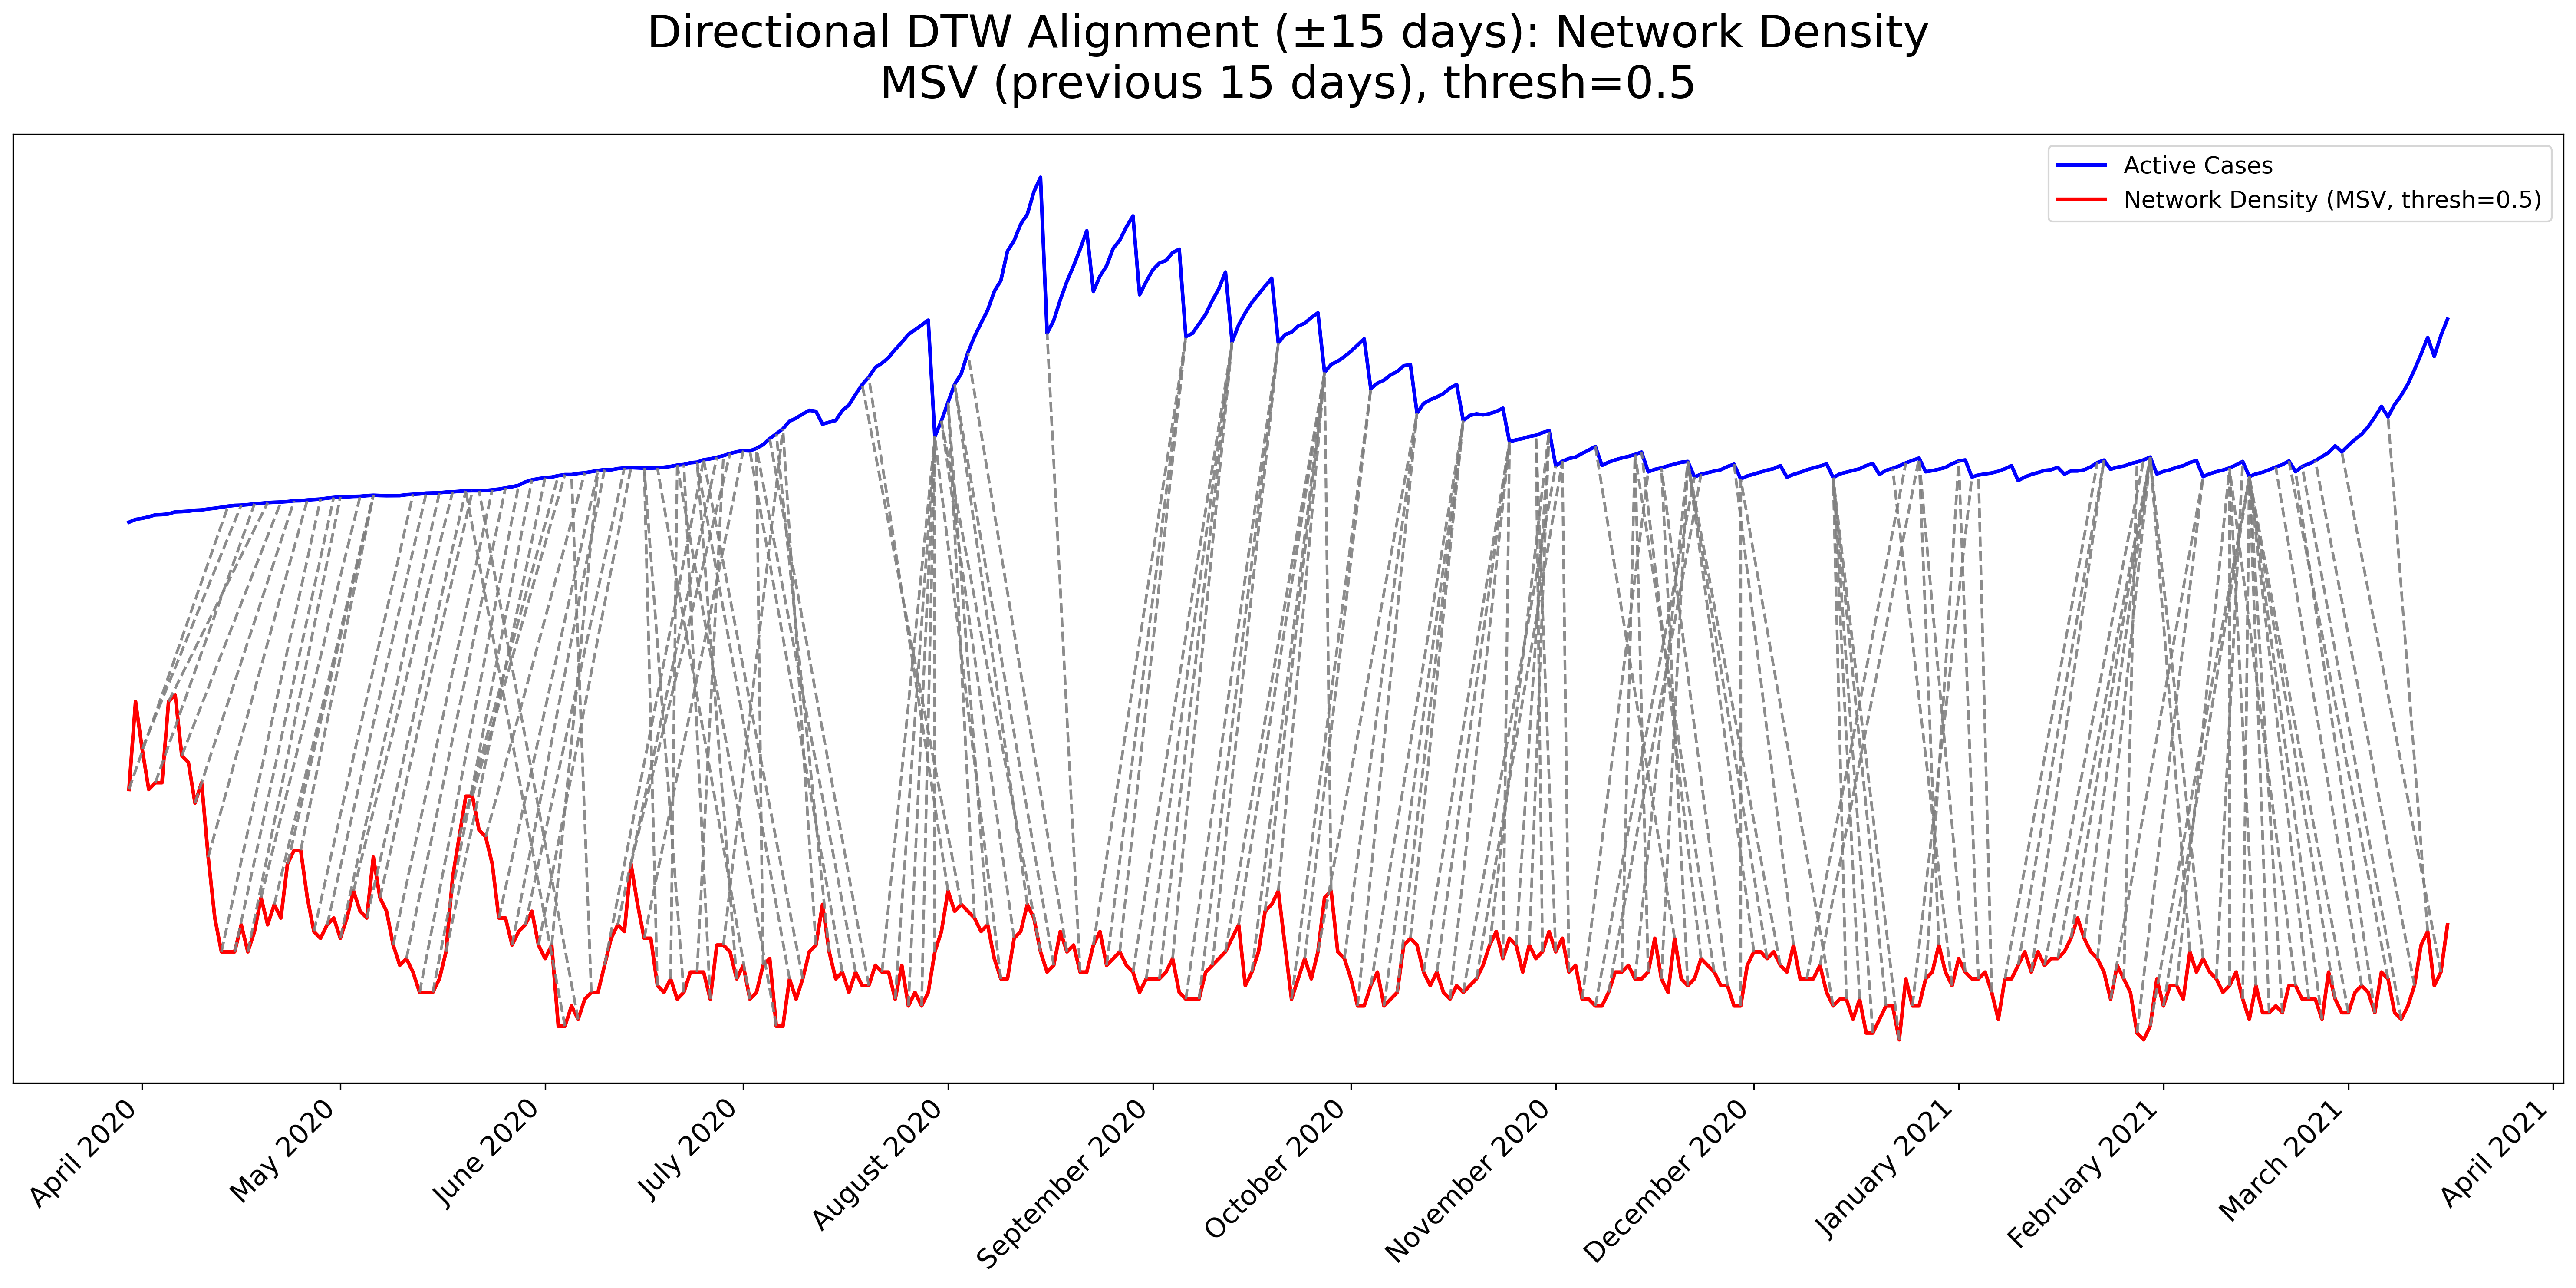 Directional DTW Alignment (±15 days): Network Density
MSV (previous 15 days), thresh=0.5
Active Cases
Network Density (MSV, thresh=0.5)
April 2020
May 2020
June 2020
July 2020
August 2020
September 2020
October 2020
November 2020
December 2020
January 2021
February 2021
March 2021
April 2021